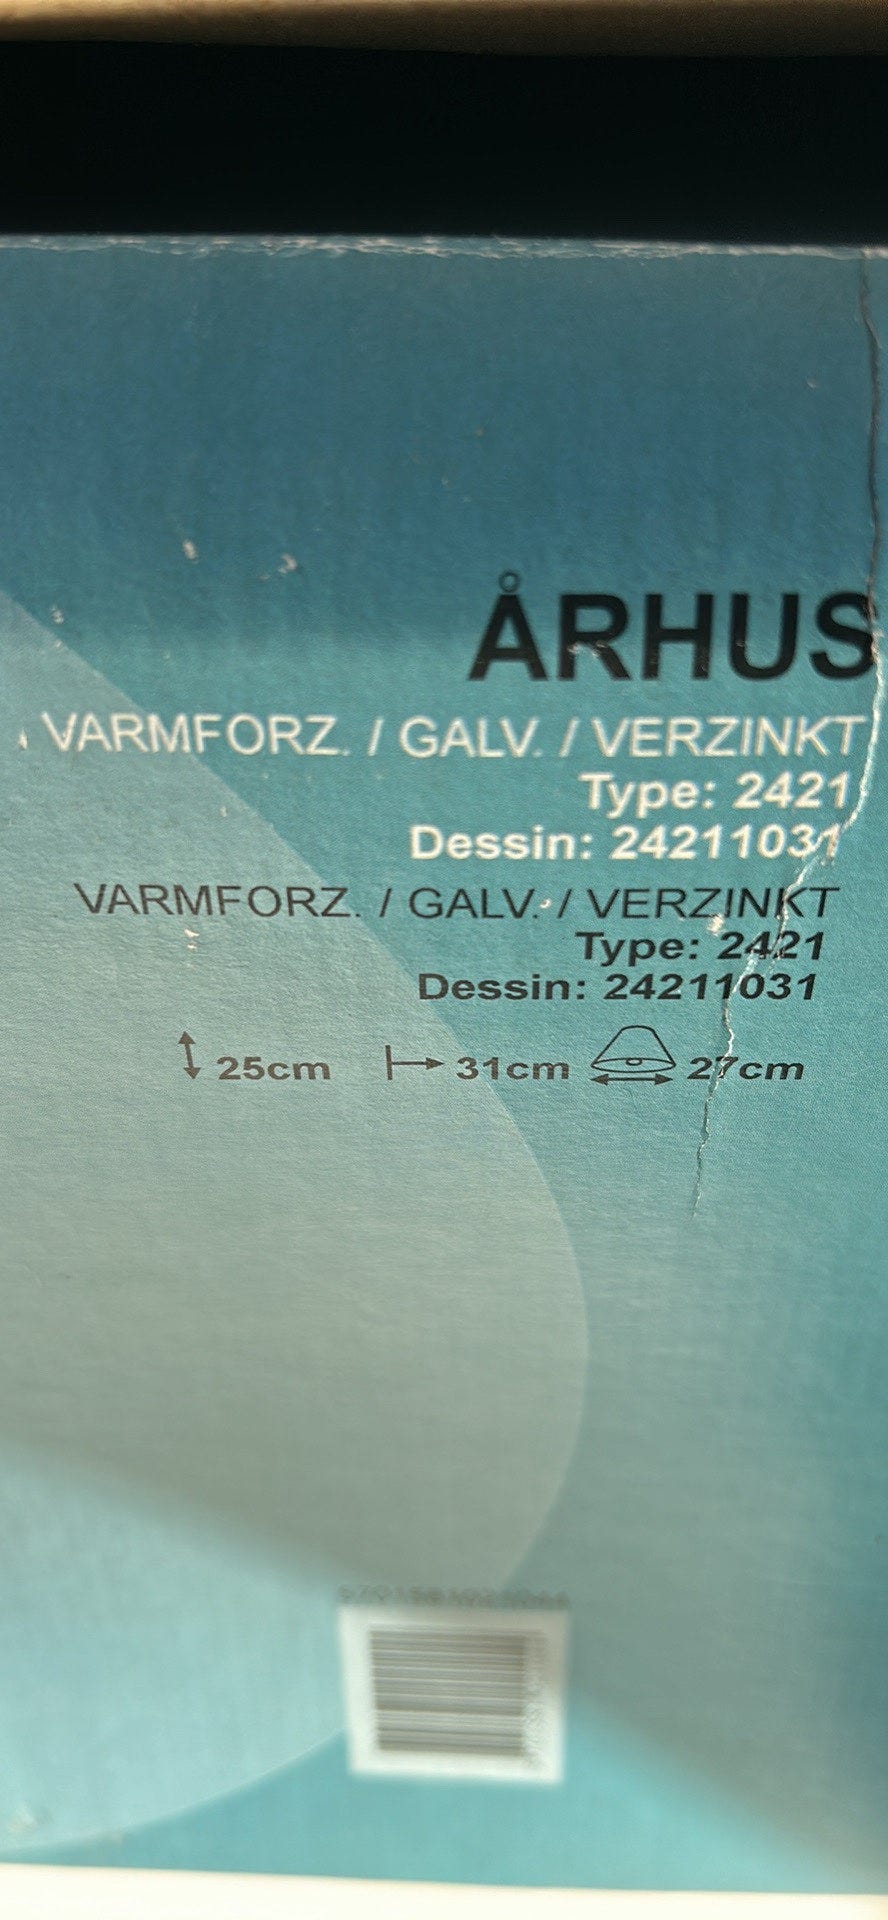 ÅRHUS
VARMFORZ. / GALV. / VERZINKT
Type: 2421
Dessin: 24211031
VARMFORZ. / GALV. / VERZINKT
Type: 2421
Dessin: 24211031
25cm 31cm 27cm